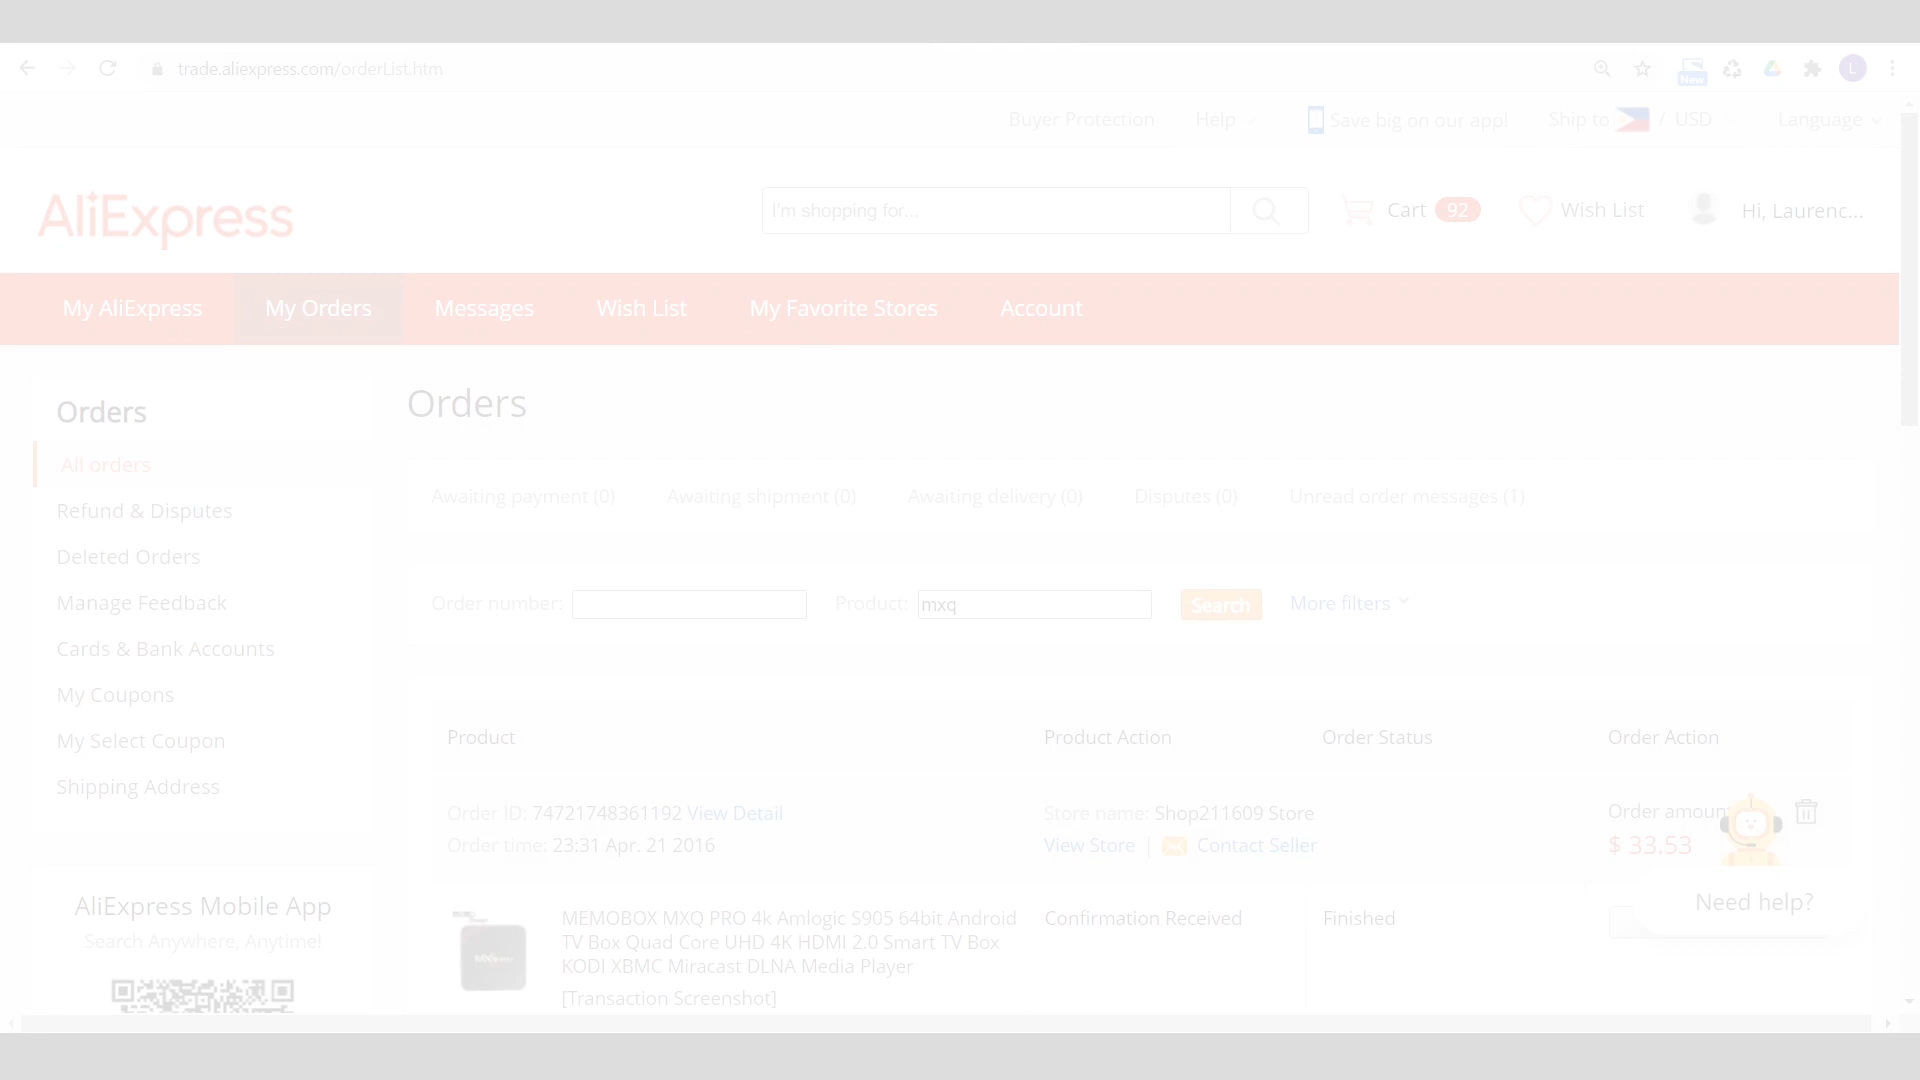 trade.aliexpress.com/orderList.htm
New
L
Buyer Protection Help Save big on our app! Ship to / USD Language
AliExpress
I'm shopping for...
Cart 92 Wish List Hi, Laurenc...
My AliExpress My Orders Messages Wish List My Favorite Stores Account
Orders
All orders
Refund & Disputes
Deleted Orders
Manage Feedback
Cards & Bank Accounts
My Coupons
My Select Coupon
Shipping Address
AliExpress Mobile App
Search Anywhere, Anytime!
Orders
Awaiting payment (0) Awaiting shipment (0) Awaiting delivery (0) Disputes (0) Unread order messages (1)
Order number: Product: mxq Search More filters
Product Product Action Order Status Order Action
Order ID: 74721748361192 View Detail Store name: Shop211609 Store Order amoun
Order time: 23:31 Apr. 21 2016 View Store | Contact Seller $ 33.53
Need help?
MEMOBOX MXQ PRO 4k Amlogic S905 64bit Android Confirmation Received Finished
TV Box Quad Core UHD 4K HDMI 2.0 Smart TV Box
KODI XBMC Miracast DLNA Media Player
[Transaction Screenshot]